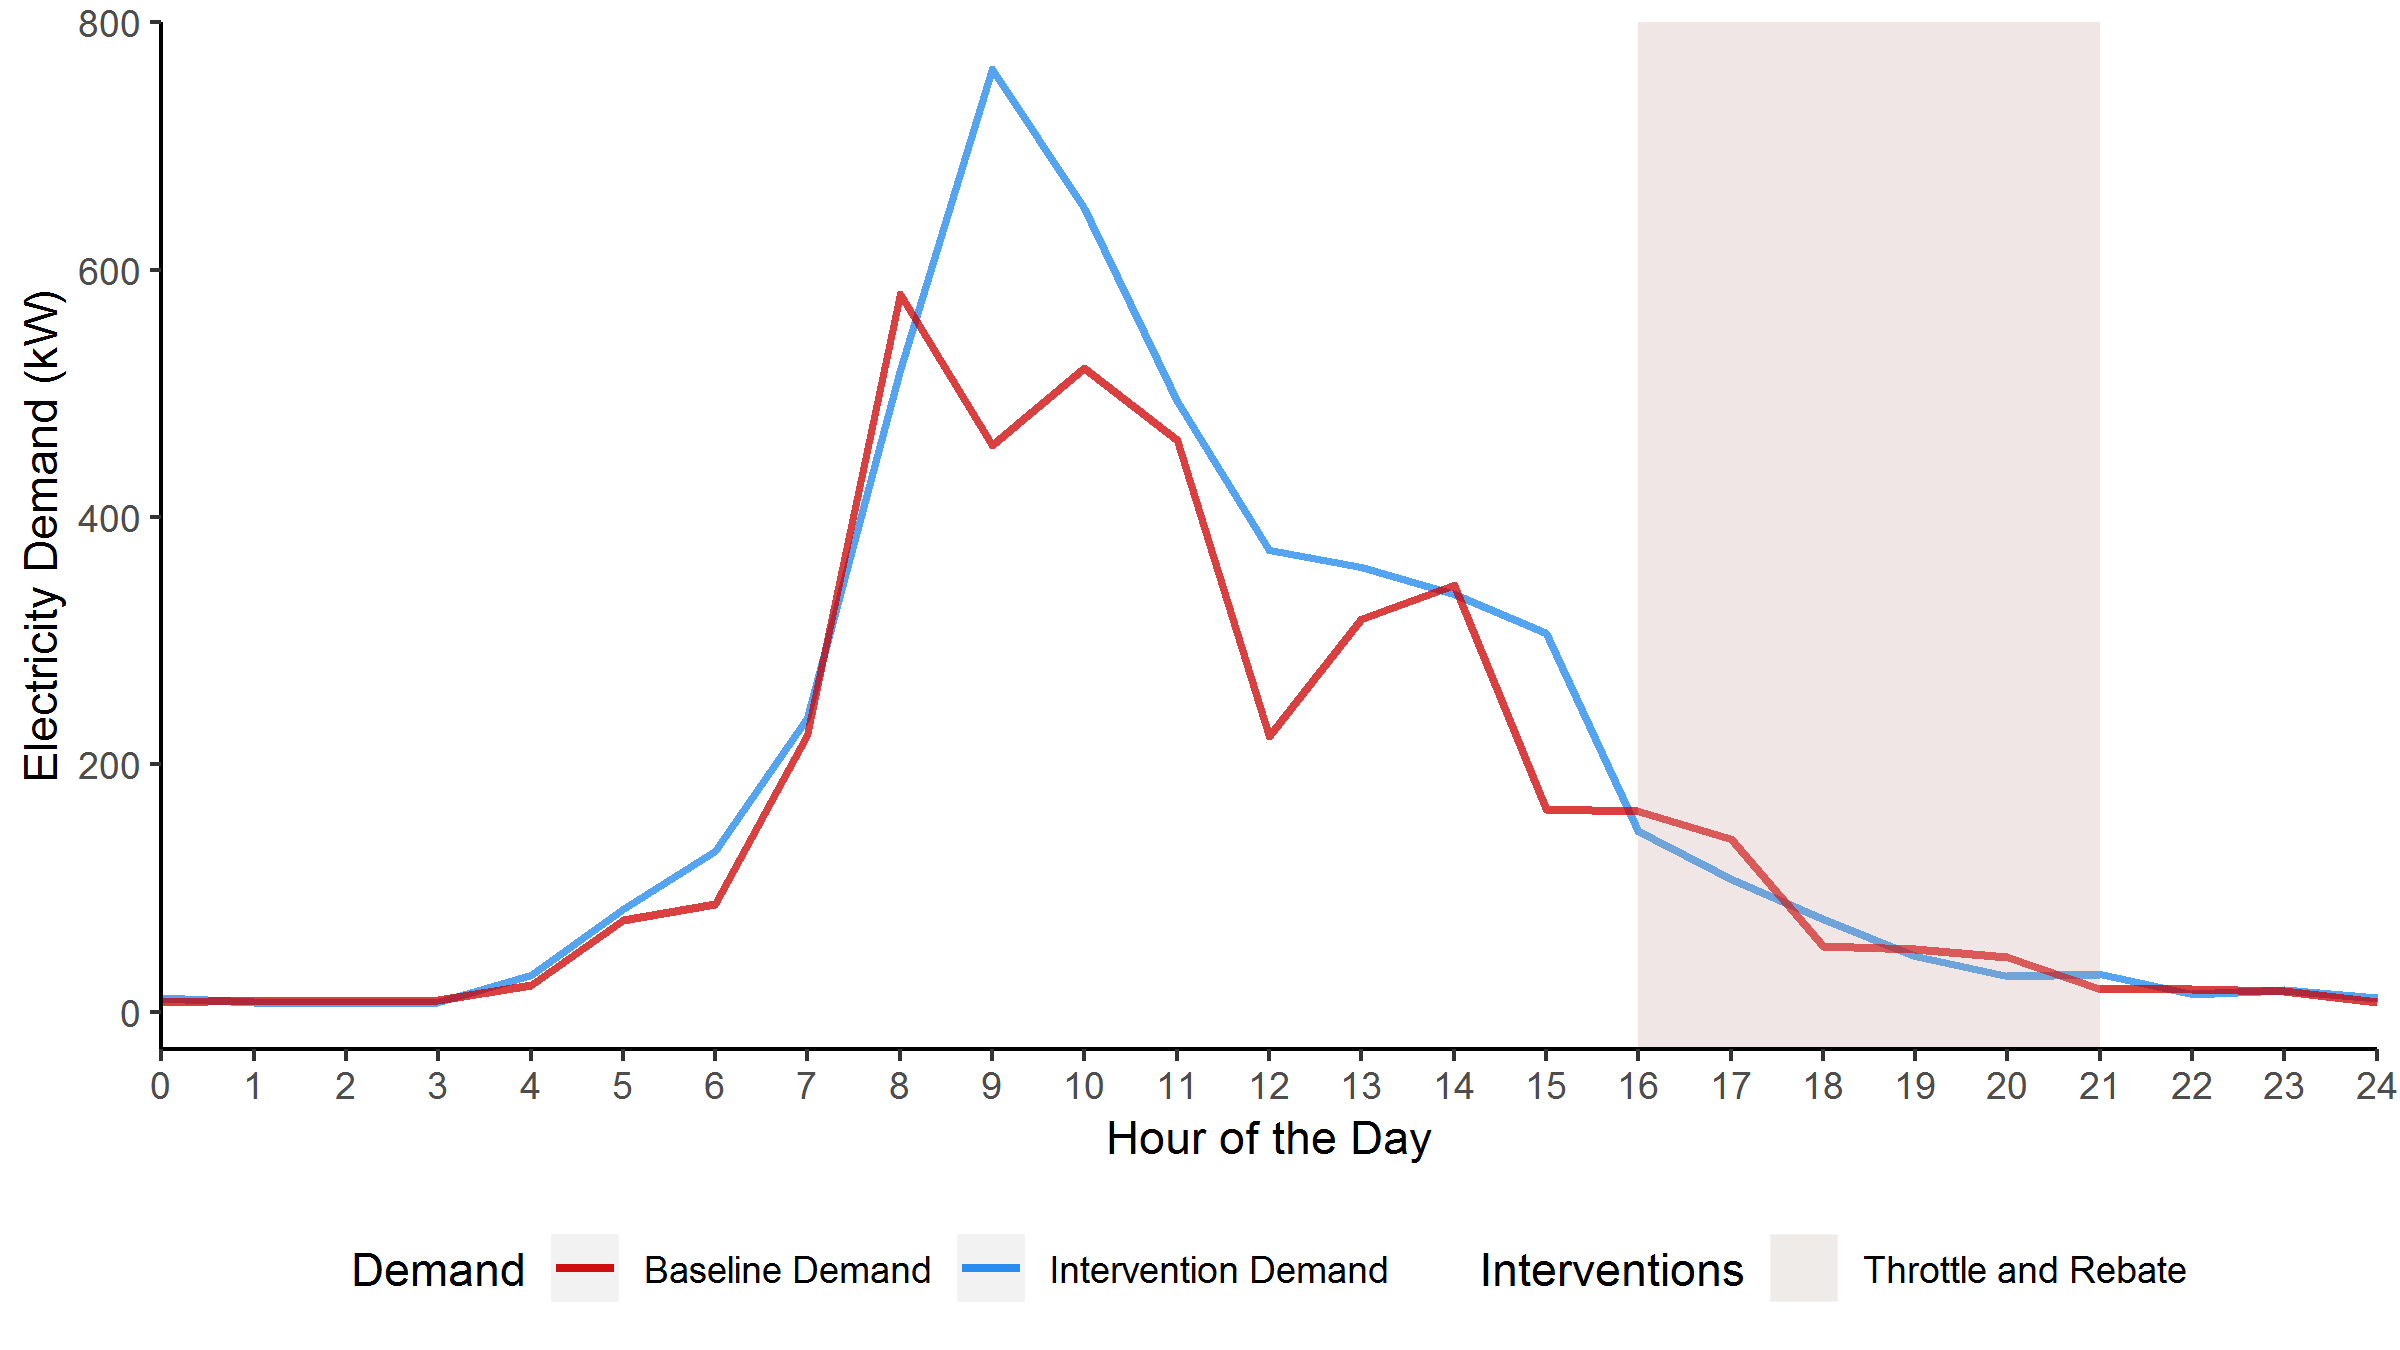 800
600
400
200
0
Electricity Demand (kW)
0 1 2 3 4 5 6 7 8 9 10 11 12 13 14 15 16 17 18 19 20 21 22 23 24
Hour of the Day
Demand Baseline Demand Intervention Demand Interventions Throttle and Rebate